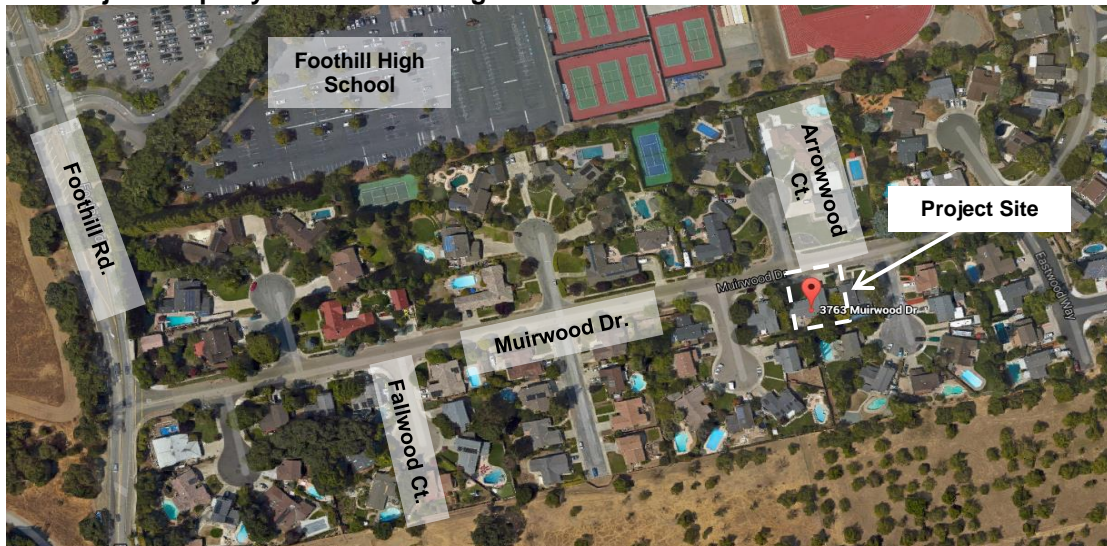 Foothill High
School
Foothill Rd.
Arrowwood
Ct.
Project Site
Eastwood Way
Muirwood Dr
3763 Muirwood Dr
Muirwood Dr.
Fallwood Ct.